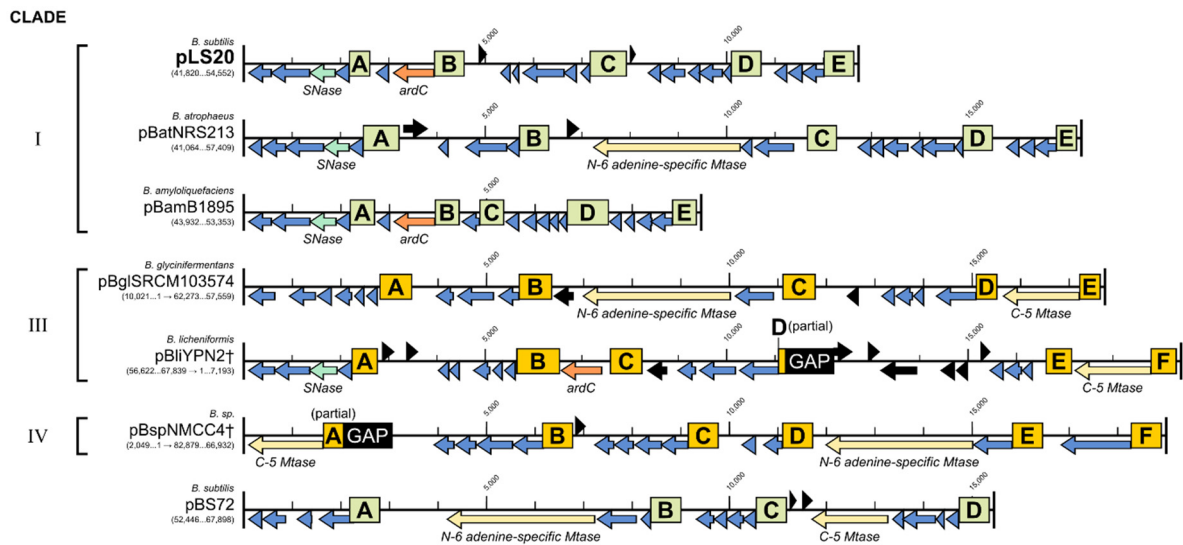 CLADE
B. subtilis
pLS20
(41,820...54,552)
A B C D E
5,000 10,000
SNase ardC
I
B. atrophaeus
pBatNRS213
(41,064...57,409)
A B C D E
5,000 10,000 15,000
SNase N-6 adenine-specific Mtase
B. amyloliquefaciens
pBamB1895
(43,932...53,353)
A B C D E
5,000
SNase ardC
III
B. glycinifermentans
pBglSRCM103574
(10,021...1 → 62,273...57,559)
A B C D E
5,000 10,000 15,000
N-6 adenine-specific Mtase C-5 Mtase
B. licheniformis
pBliYPN2†
(56,622...67,839 → 1...7,193)
A B C D (partial) GAP E F
5,000 10,000 15,000
SNase ardC C-5 Mtase
IV
B. sp.
pBspNMCC4†
(2,049...1 → 82,879...66,932)
(partial)
A GAP B C D E F
5,000 10,000 15,000
C-5 Mtase N-6 adenine-specific Mtase
B. subtilis
pBS72
(52,446...67,898)
A B C D
5,000 10,000 15,000
N-6 adenine-specific Mtase C-5 Mtase